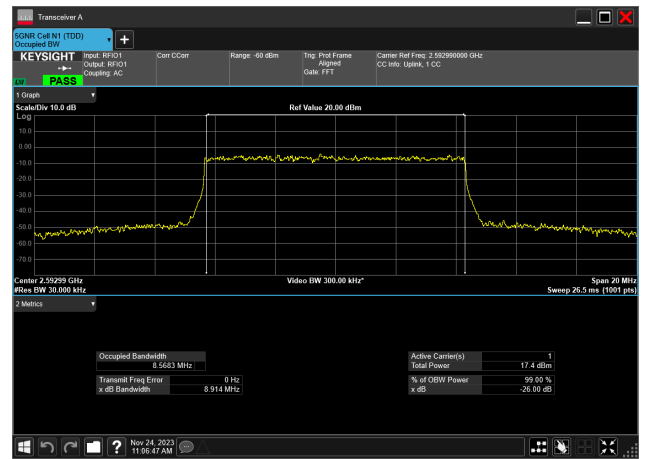 Transceiver A
5GNR Cell N1 (TDD)
Occupied BW
KEYSIGHT
Input: RFIO1
Output: RFIO1
Coupling: AC
Corr CCorr
Range: -60 dBm
Trig: Prot Frame
Aligned
Gate: FFT
Carrier Ref Freq: 2.592990000 GHz
CC Info: Uplink, 1 CC
PASS
1 Graph
Scale/Div 10.0 dB
Ref Value 20.00 dBm
Log
10.0
0.00
-10.0
-20.0
-30.0
-40.0
-50.0
-60.0
-70.0
Center 2.59299 GHz
Video BW 300.00 kHz*
Span 20 MHz
#Res BW 30.000 kHz
Sweep 26.5 ms (1001 pts)
2 Metrics
Occupied Bandwidth
8.5683 MHz
Transmit Freq Error 0 Hz
x dB Bandwidth 8.914 MHz
Active Carrier(s) 1
Total Power 17.4 dBm
% of OBW Power 99.00 %
x dB -26.00 dB
Nov 24, 2023
11:06:47 AM